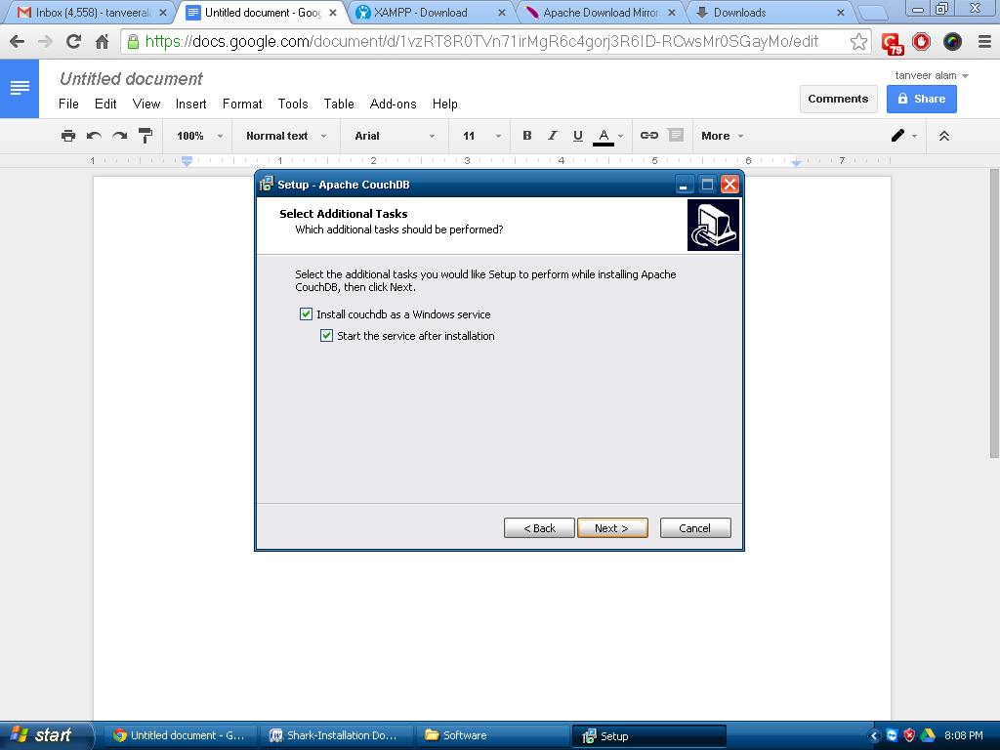 Inbox (4,558) - tanveerala
Untitled document - Goo
XAMPP - Download
Apache Download Mirror
Downloads
https://docs.google.com/document/d/1vzRT8R0TVn71irMgR6c4gorj3R6ID-RCwsMr0SGayMo/edit
79
Untitled document
tanveer alam
File Edit View Insert Format Tools Table Add-ons Help
Comments
Share
100% Normal text Arial 11 B I U A More
1 1 2 3 4 5 6 7
Setup - Apache CouchDB
Select Additional Tasks
Which additional tasks should be performed?
Select the additional tasks you would like Setup to perform while installing Apache
CouchDB, then click Next.
Install couchdb as a Windows service
Start the service after installation
< Back Next > Cancel
start
Untitled document - G...
Shark-Installation Do...
Software
Setup
8:08 PM